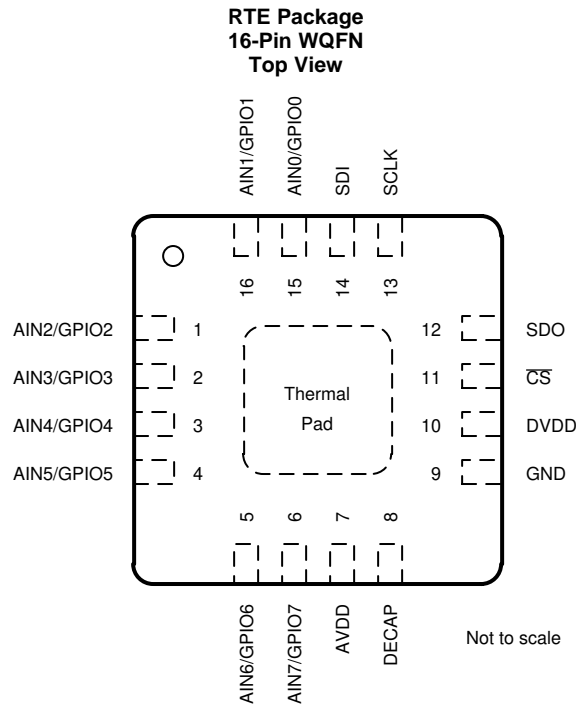 RTE Package
16-Pin WQFN
Top View
AIN1/GPIO1
AIN0/GPIO0
SDI
SCLK
16
15
14
13
AIN2/GPIO2 1
AIN3/GPIO3 2
AIN4/GPIO4 3
AIN5/GPIO5 4
Thermal
Pad
12 SDO
11 C̅S̅
10 DVDD
9 GND
5
6
7
8
AIN6/GPIO6
AIN7/GPIO7
AVDD
DECAP
Not to scale